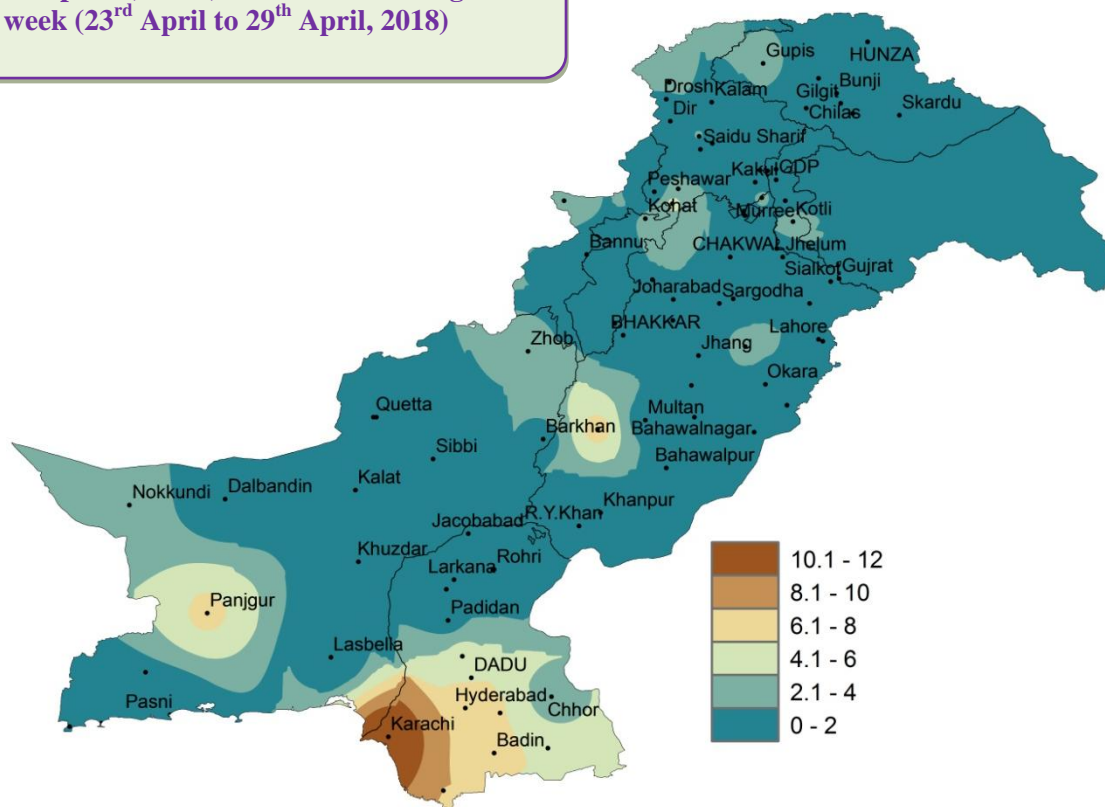 week (23rd April to 29th April, 2018)
Gupis
HUNZA
Drosh
Kalam
Gilgit
Bunji
Dir
Chilas
Skardu
Saidu Sharif
Peshawar
Kakul
GDP
Kohat
Murree
Kotli
Bannu
CHAKWAL
Jhelum
Sialkot
Gujrat
Joharabad
Sargodha
BHAKKAR
Lahore
Zhob
Jhang
Okara
Quetta
Multan
Barkhan
Bahawalnagar
Sibbi
Bahawalpur
Nokkundi
Dalbandin
Kalat
Khanpur
R.Y.Khan
Jacobabad
Khuzdar
Rohri
Larkana
Panjgur
Padidan
Lasbella
DADU
Pasni
Hyderabad
Chhor
Karachi
Badin
10.1 - 12
8.1 - 10
6.1 - 8
4.1 - 6
2.1 - 4
0 - 2